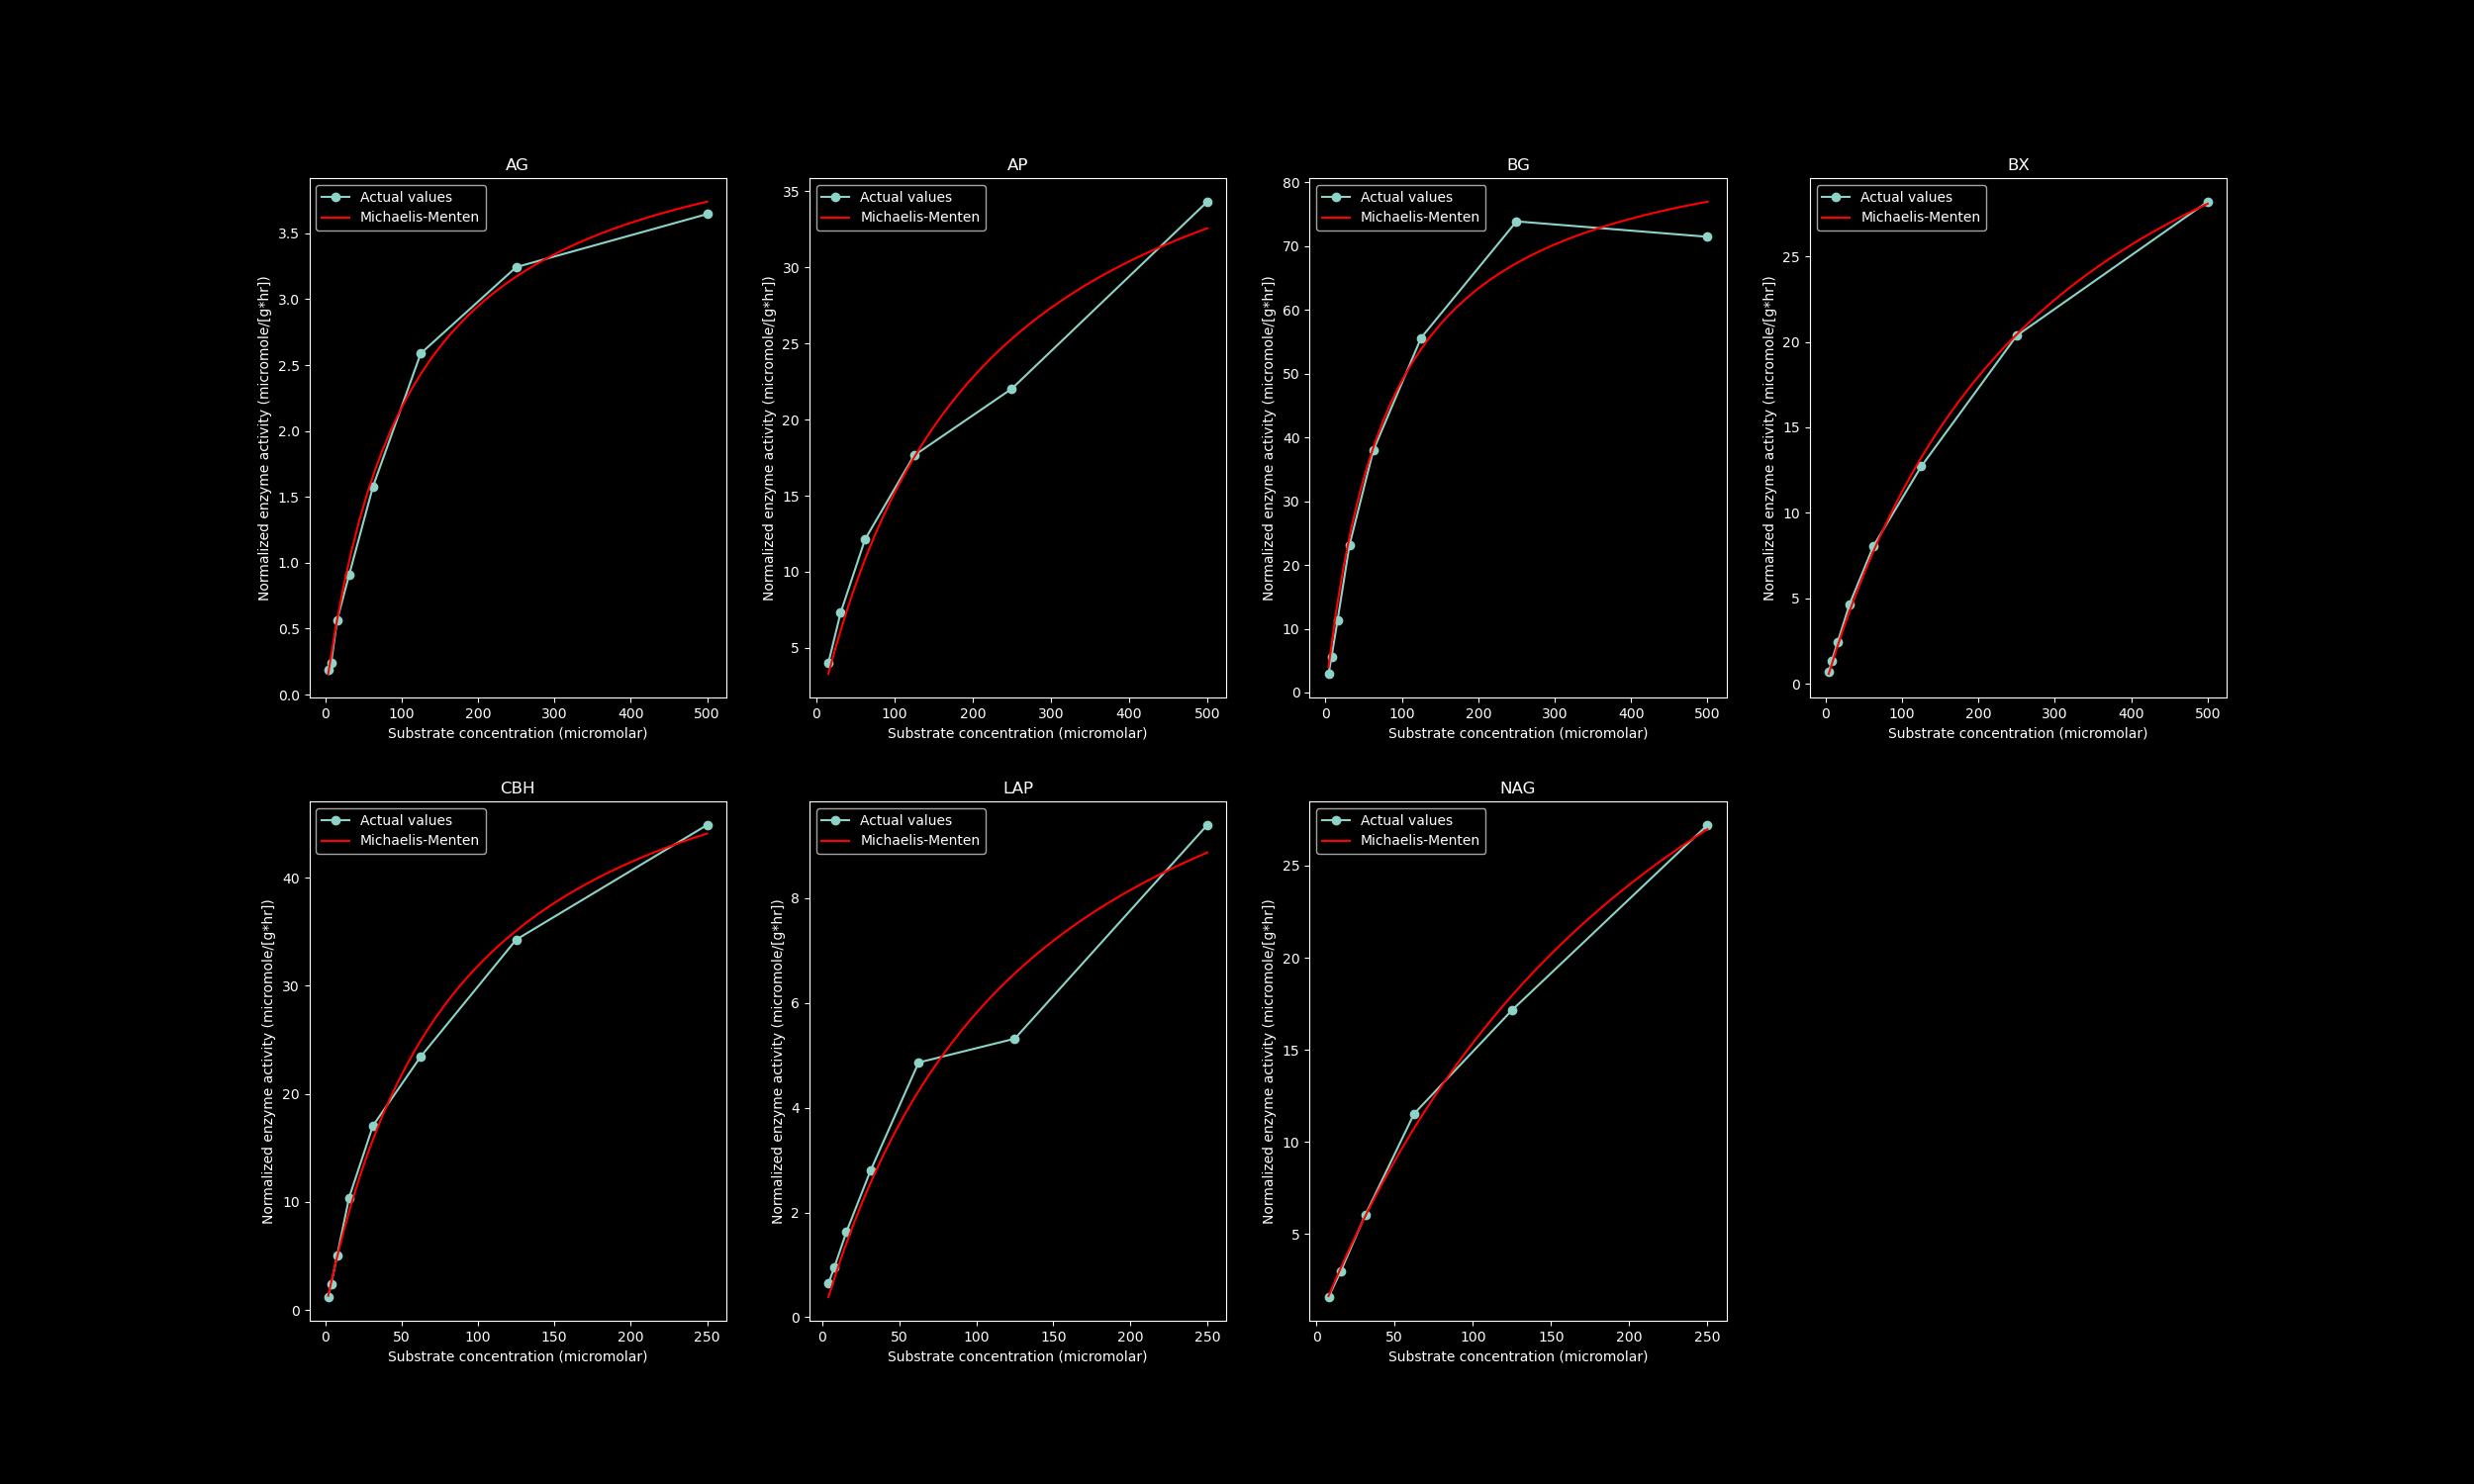 AG
Actual values
Michaelis-Menten
3.5
3.0
2.5
2.0
1.5
1.0
0.5
0.0
Normalized enzyme activity (micromole/[g*hr])
0 100 200 300 400 500
Substrate concentration (micromolar)
AP
Actual values
Michaelis-Menten
35
30
25
20
15
10
5
Normalized enzyme activity (micromole/[g*hr])
0 100 200 300 400 500
Substrate concentration (micromolar)
BG
Actual values
Michaelis-Menten
80
70
60
50
40
30
20
10
0
Normalized enzyme activity (micromole/[g*hr])
0 100 200 300 400 500
Substrate concentration (micromolar)
BX
Actual values
Michaelis-Menten
25
20
15
10
5
0
Normalized enzyme activity (micromole/[g*hr])
0 100 200 300 400 500
Substrate concentration (micromolar)
CBH
Actual values
Michaelis-Menten
40
30
20
10
0
Normalized enzyme activity (micromole/[g*hr])
0 50 100 150 200 250
Substrate concentration (micromolar)
LAP
Actual values
Michaelis-Menten
8
6
4
2
0
Normalized enzyme activity (micromole/[g*hr])
0 50 100 150 200 250
Substrate concentration (micromolar)
NAG
Actual values
Michaelis-Menten
25
20
15
10
5
Normalized enzyme activity (micromole/[g*hr])
0 50 100 150 200 250
Substrate concentration (micromolar)